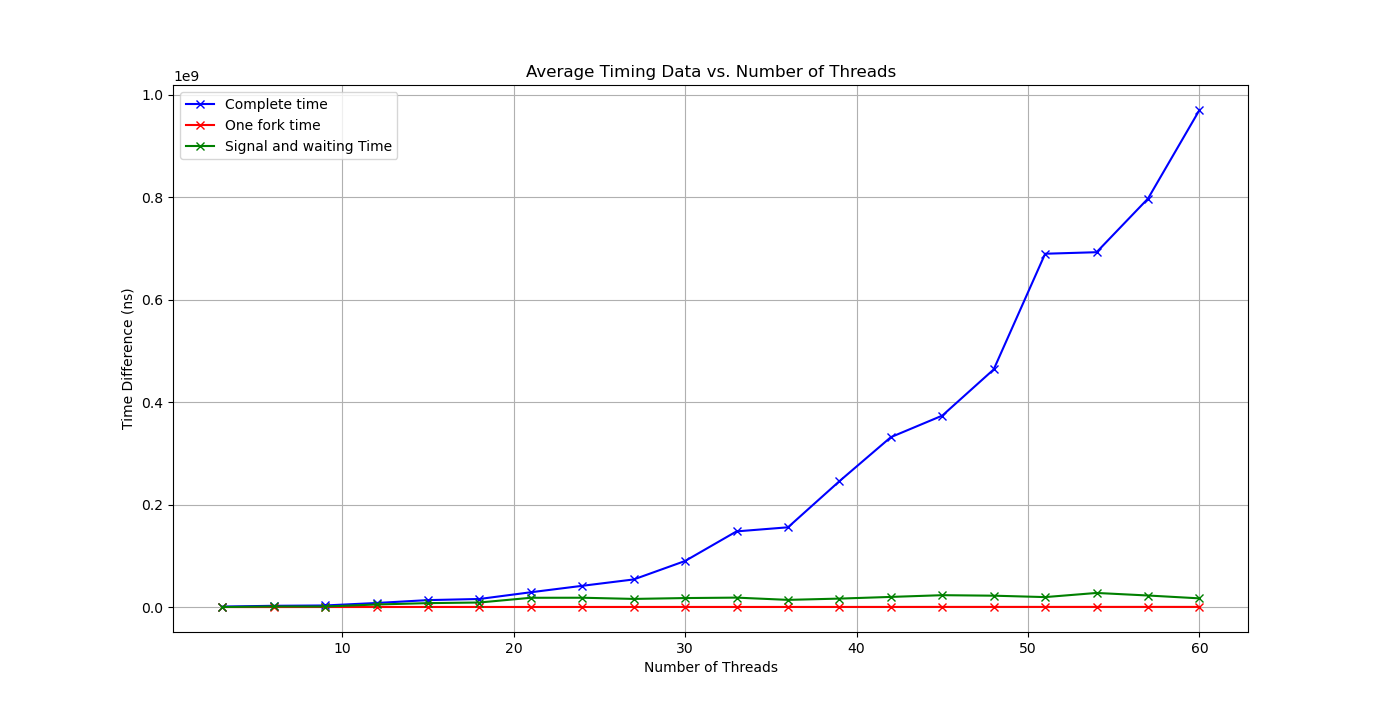 Average Timing Data vs. Number of Threads
1e9
Complete time
One fork time
Signal and waiting Time
1.0
0.8
0.6
0.4
0.2
0.0
Time Difference (ns)
10 20 30 40 50 60
Number of Threads